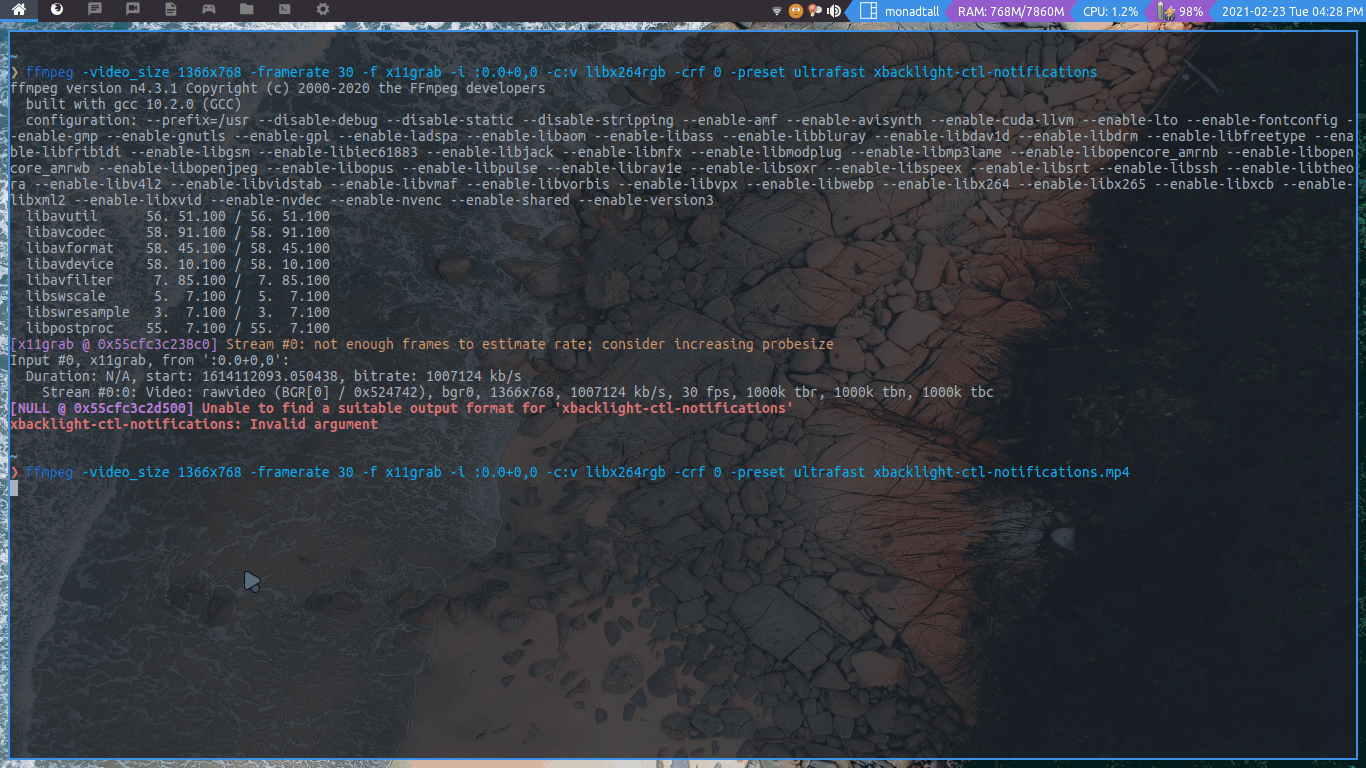 monadtall RAM: 768M/7860M CPU: 1.2% 98% 2021-02-23 Tue 04:28 PM
~
❯ ffmpeg -video_size 1366x768 -framerate 30 -f x11grab -i :0.0+0,0 -c:v libx264rgb -crf 0 -preset ultrafast xbacklight-ctl-notifications
ffmpeg version n4.3.1 Copyright (c) 2000-2020 the FFmpeg developers
  built with gcc 10.2.0 (GCC)
  configuration: --prefix=/usr --disable-debug --disable-static --disable-stripping --enable-amf --enable-avisynth --enable-cuda-llvm --enable-lto --enable-fontconfig -
-enable-gmp --enable-gnutls --enable-gpl --enable-ladspa --enable-libaom --enable-libass --enable-libbluray --enable-libdav1d --enable-libdrm --enable-libfreetype --ena
ble-libfribidi --enable-libgsm --enable-libiec61883 --enable-libjack --enable-libmfx --enable-libmodplug --enable-libmp3lame --enable-libopencore_amrnb --enable-libopen
core_amrwb --enable-libopenjpeg --enable-libopus --enable-libpulse --enable-librav1e --enable-libsoxr --enable-libspeex --enable-libsrt --enable-libssh --enable-libtheo
ra --enable-libv4l2 --enable-libvidstab --enable-libvmaf --enable-libvorbis --enable-libvpx --enable-libwebp --enable-libx264 --enable-libx265 --enable-libxcb --enable-
libxml2 --enable-libxvid --enable-nvdec --enable-nvenc --enable-shared --enable-version3
  libavutil      56. 51.100 / 56. 51.100
  libavcodec     58. 91.100 / 58. 91.100
  libavformat    58. 45.100 / 58. 45.100
  libavdevice    58. 10.100 / 58. 10.100
  libavfilter     7. 85.100 /  7. 85.100
  libswscale      5.  7.100 /  5.  7.100
  libswresample   3.  7.100 /  3.  7.100
  libpostproc    55.  7.100 / 55.  7.100
[x11grab @ 0x55cfc3c238c0] Stream #0: not enough frames to estimate rate; consider increasing probesize
Input #0, x11grab, from ':0.0+0,0':
  Duration: N/A, start: 1614112093.050438, bitrate: 1007124 kb/s
    Stream #0:0: Video: rawvideo (BGR[0] / 0x524742), bgr0, 1366x768, 1007124 kb/s, 30 fps, 1000k tbr, 1000k tbn, 1000k tbc
[NULL @ 0x55cfc3c2d500] Unable to find a suitable output format for 'xbacklight-ctl-notifications'
xbacklight-ctl-notifications: Invalid argument
~
❯ ffmpeg -video_size 1366x768 -framerate 30 -f x11grab -i :0.0+0,0 -c:v libx264rgb -crf 0 -preset ultrafast xbacklight-ctl-notifications.mp4